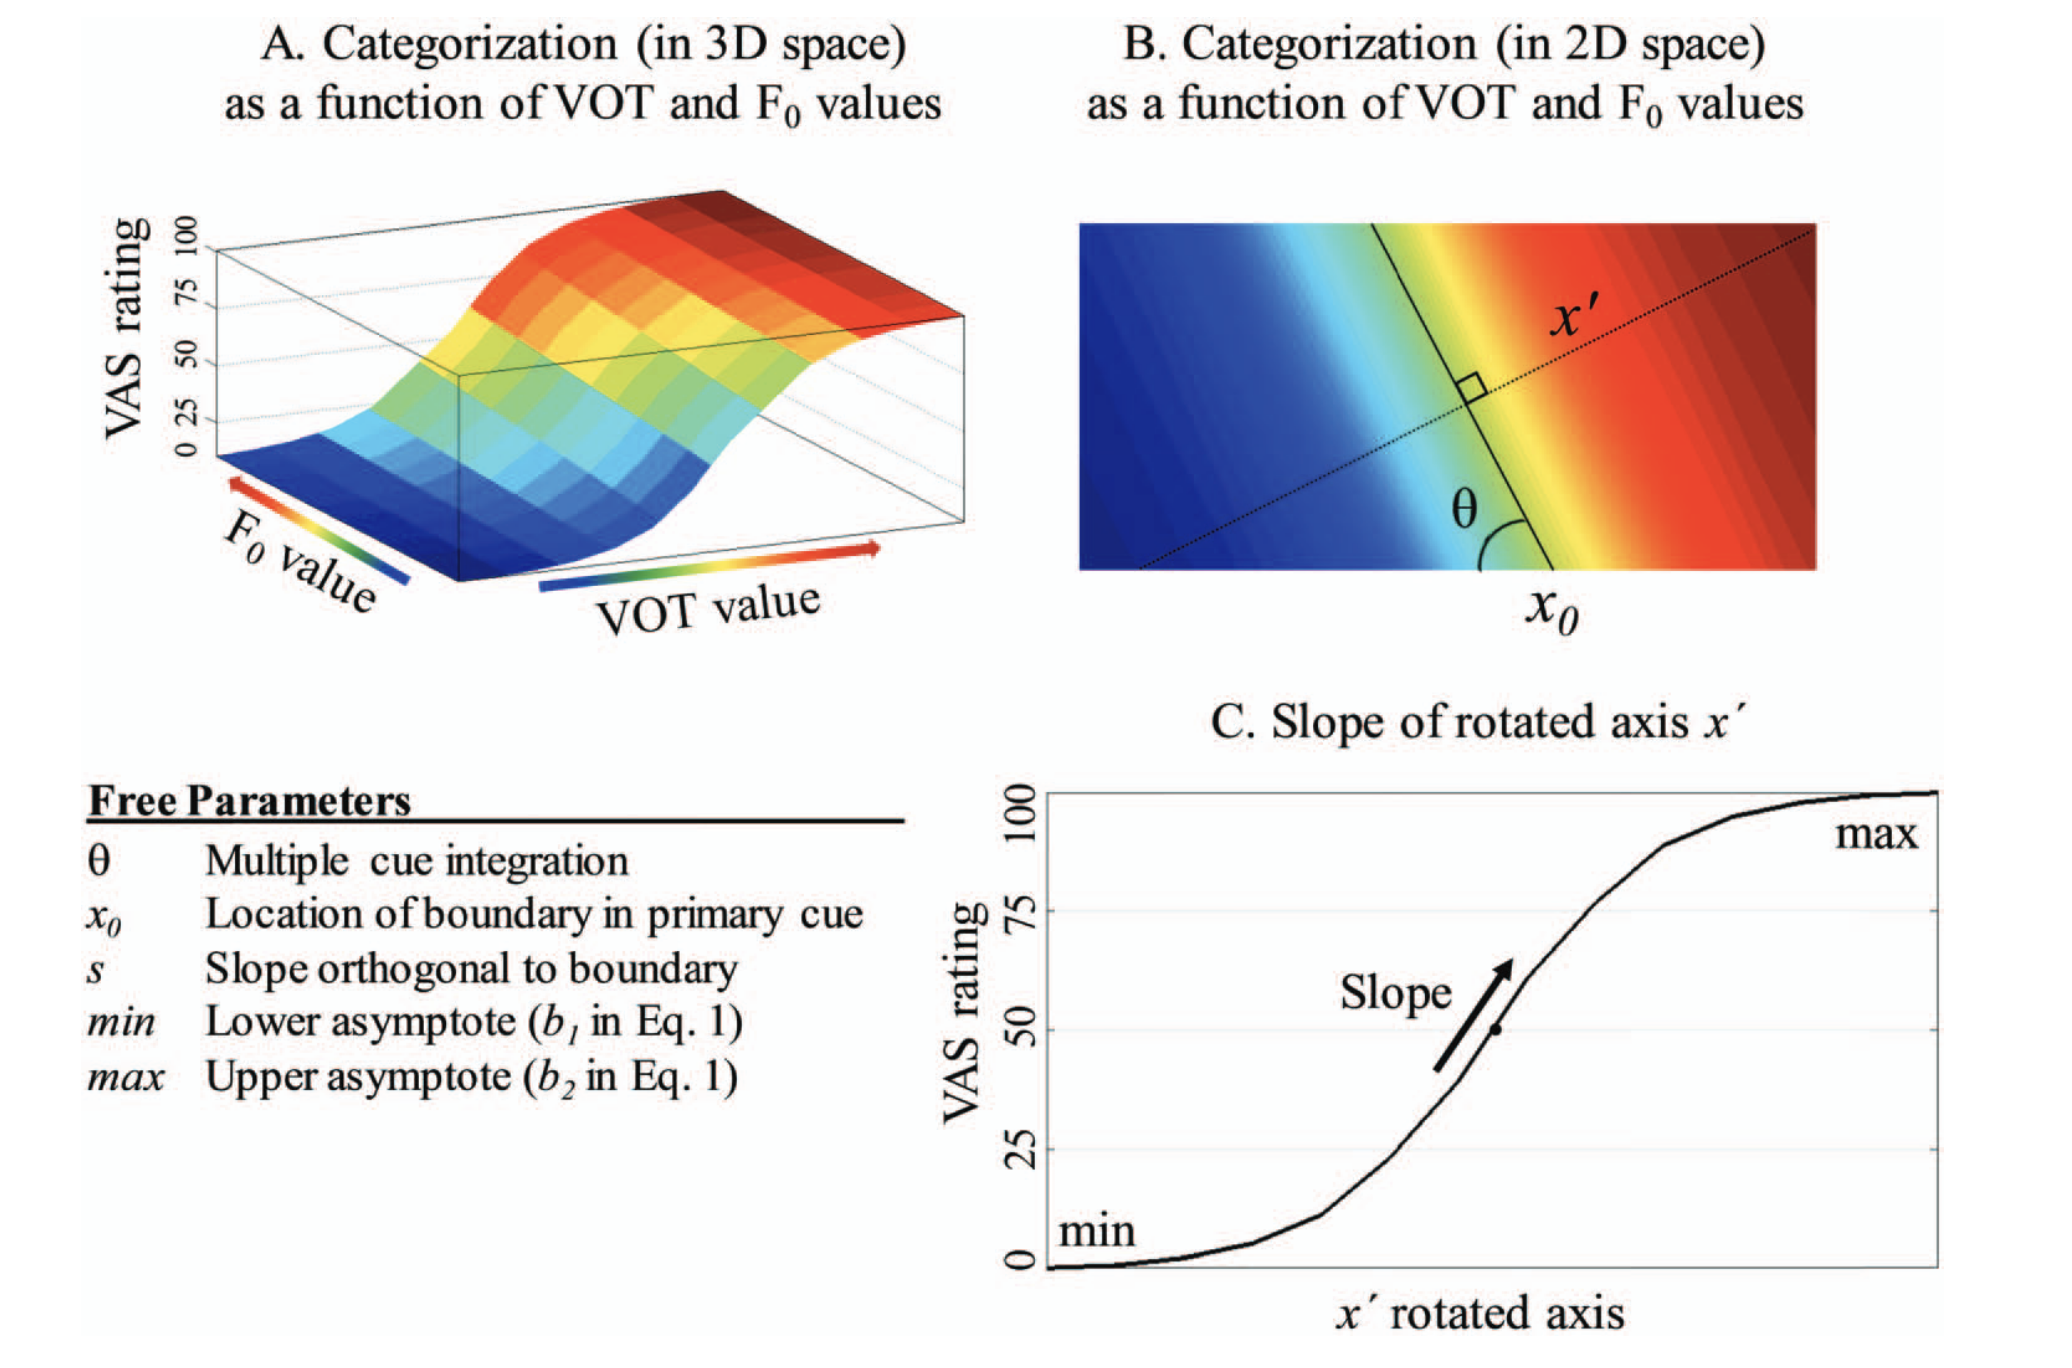 A. Categorization (in 3D space)
as a function of VOT and F₀ values
VAS rating
100
75
50
25
0
F₀ value
VOT value
B. Categorization (in 2D space)
as a function of VOT and F₀ values
x′
θ
x₀
Free Parameters
θ Multiple cue integration
x₀ Location of boundary in primary cue
s Slope orthogonal to boundary
min Lower asymptote (b₁ in Eq. 1)
max Upper asymptote (b₂ in Eq. 1)
C. Slope of rotated axis x´
VAS rating
100
75
50
25
0
max
Slope
min
x´ rotated axis